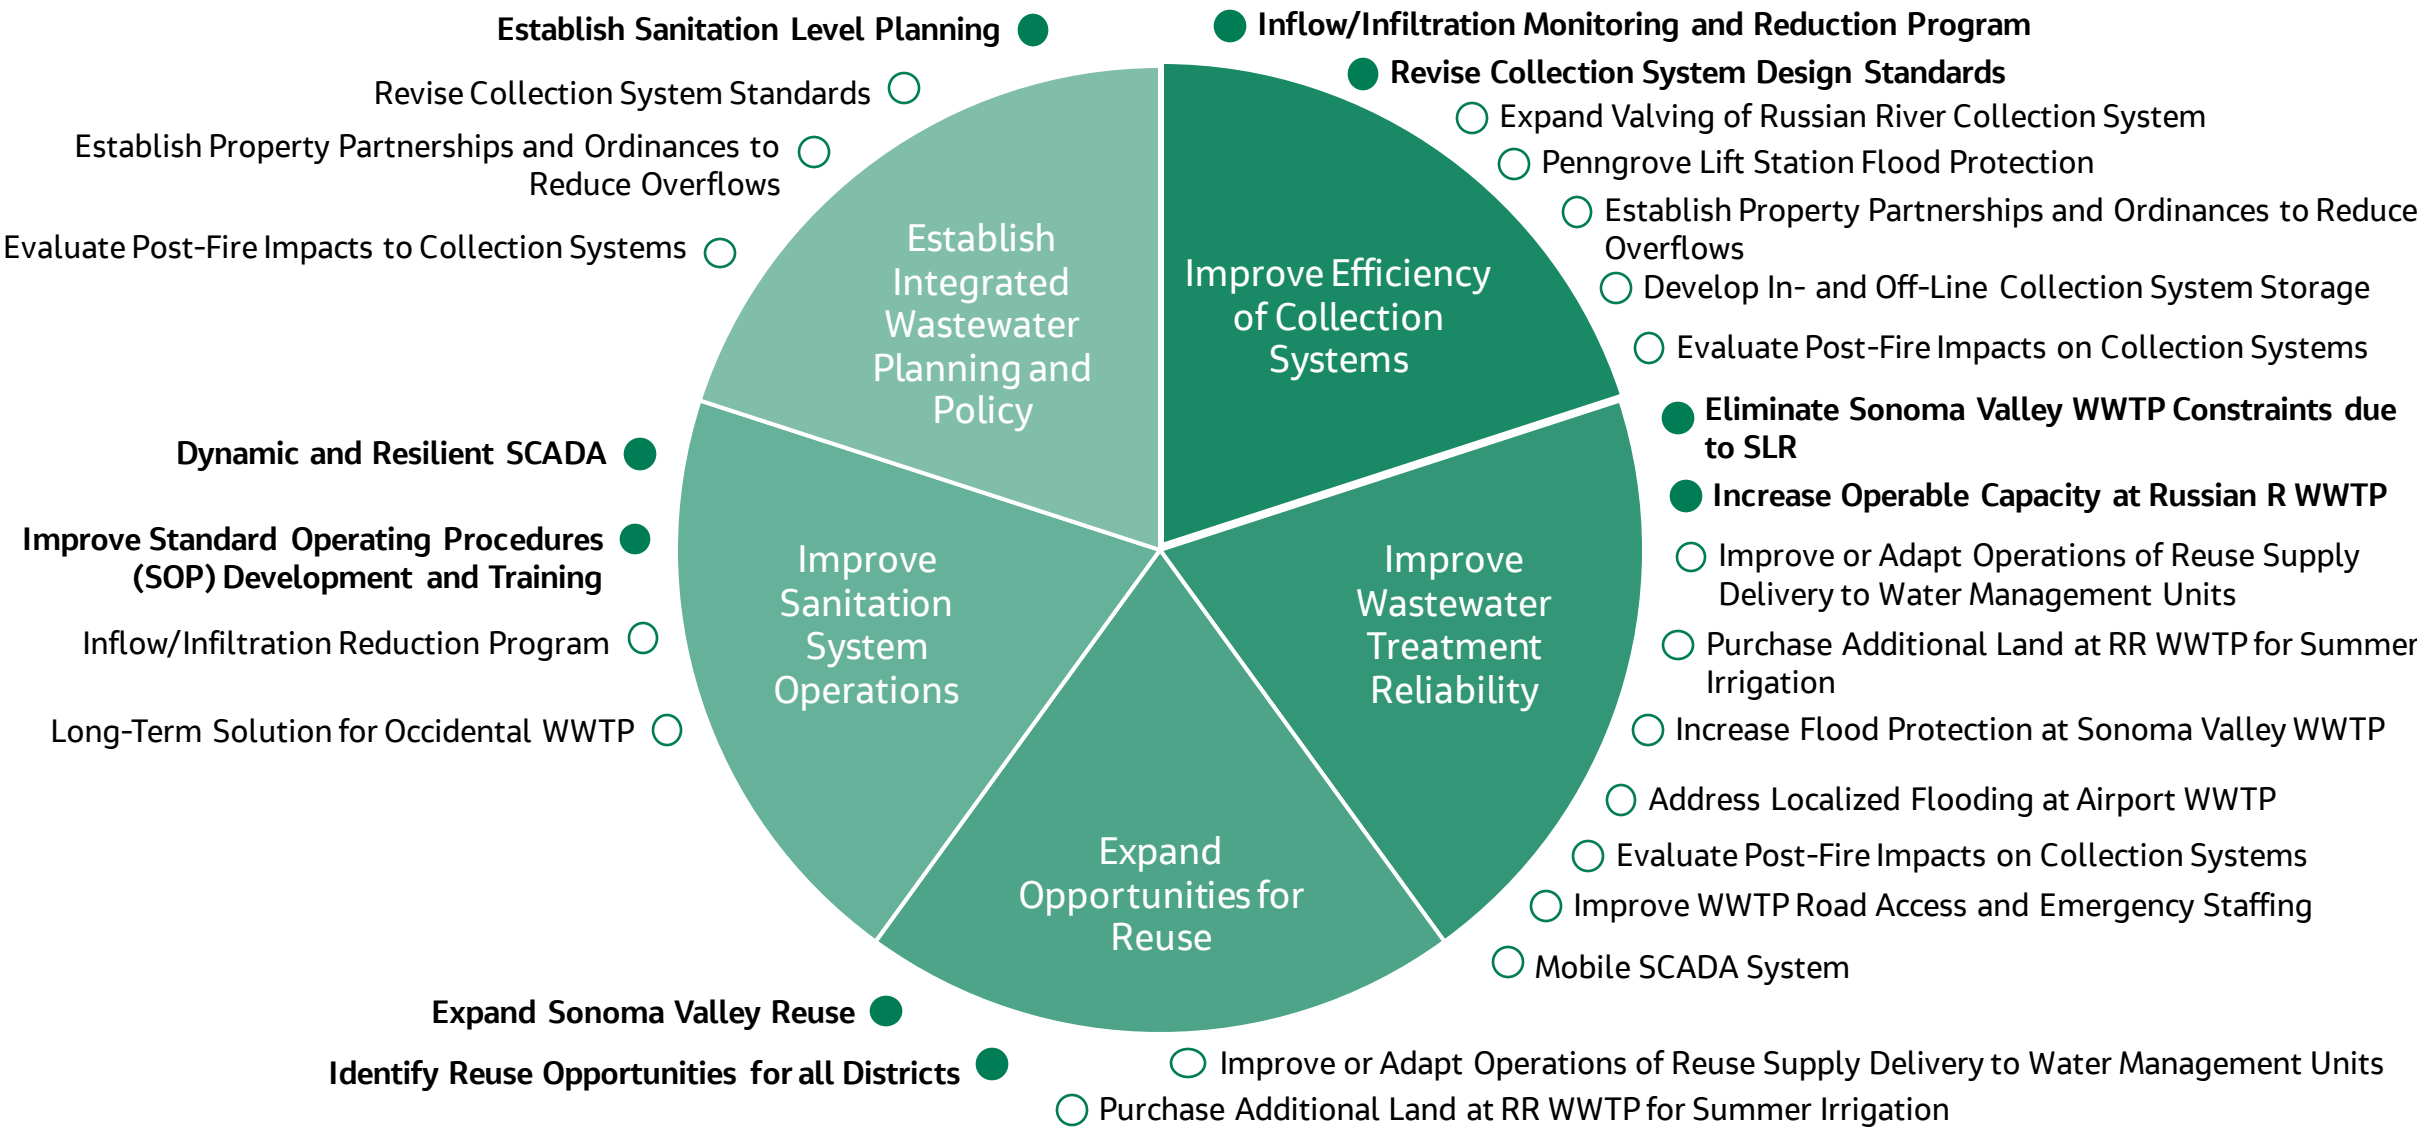 Establish Sanitation Level Planning
Revise Collection System Standards
Establish Property Partnerships and Ordinances to
Reduce Overflows
Evaluate Post-Fire Impacts to Collection Systems
Dynamic and Resilient SCADA
Improve Standard Operating Procedures
(SOP) Development and Training
Inflow/Infiltration Reduction Program
Long-Term Solution for Occidental WWTP
Expand Sonoma Valley Reuse
Identify Reuse Opportunities for all Districts
Establish
Integrated
Wastewater
Planning and
Policy
Improve Efficiency
of Collection
Systems
Improve
Sanitation
System
Operations
Improve
Wastewater
Treatment
Reliability
Expand
Opportunities for
Reuse
Inflow/Infiltration Monitoring and Reduction Program
Revise Collection System Design Standards
Expand Valving of Russian River Collection System
Penngrove Lift Station Flood Protection
Establish Property Partnerships and Ordinances to Reduce
Overflows
Develop In- and Off-Line Collection System Storage
Evaluate Post-Fire Impacts on Collection Systems
Eliminate Sonoma Valley WWTP Constraints due
to SLR
Increase Operable Capacity at Russian R WWTP
Improve or Adapt Operations of Reuse Supply
Delivery to Water Management Units
Purchase Additional Land at RR WWTP for Summer
Irrigation
Increase Flood Protection at Sonoma Valley WWTP
Address Localized Flooding at Airport WWTP
Evaluate Post-Fire Impacts on Collection Systems
Improve WWTP Road Access and Emergency Staffing
Mobile SCADA System
Improve or Adapt Operations of Reuse Supply Delivery to Water Management Units
Purchase Additional Land at RR WWTP for Summer Irrigation